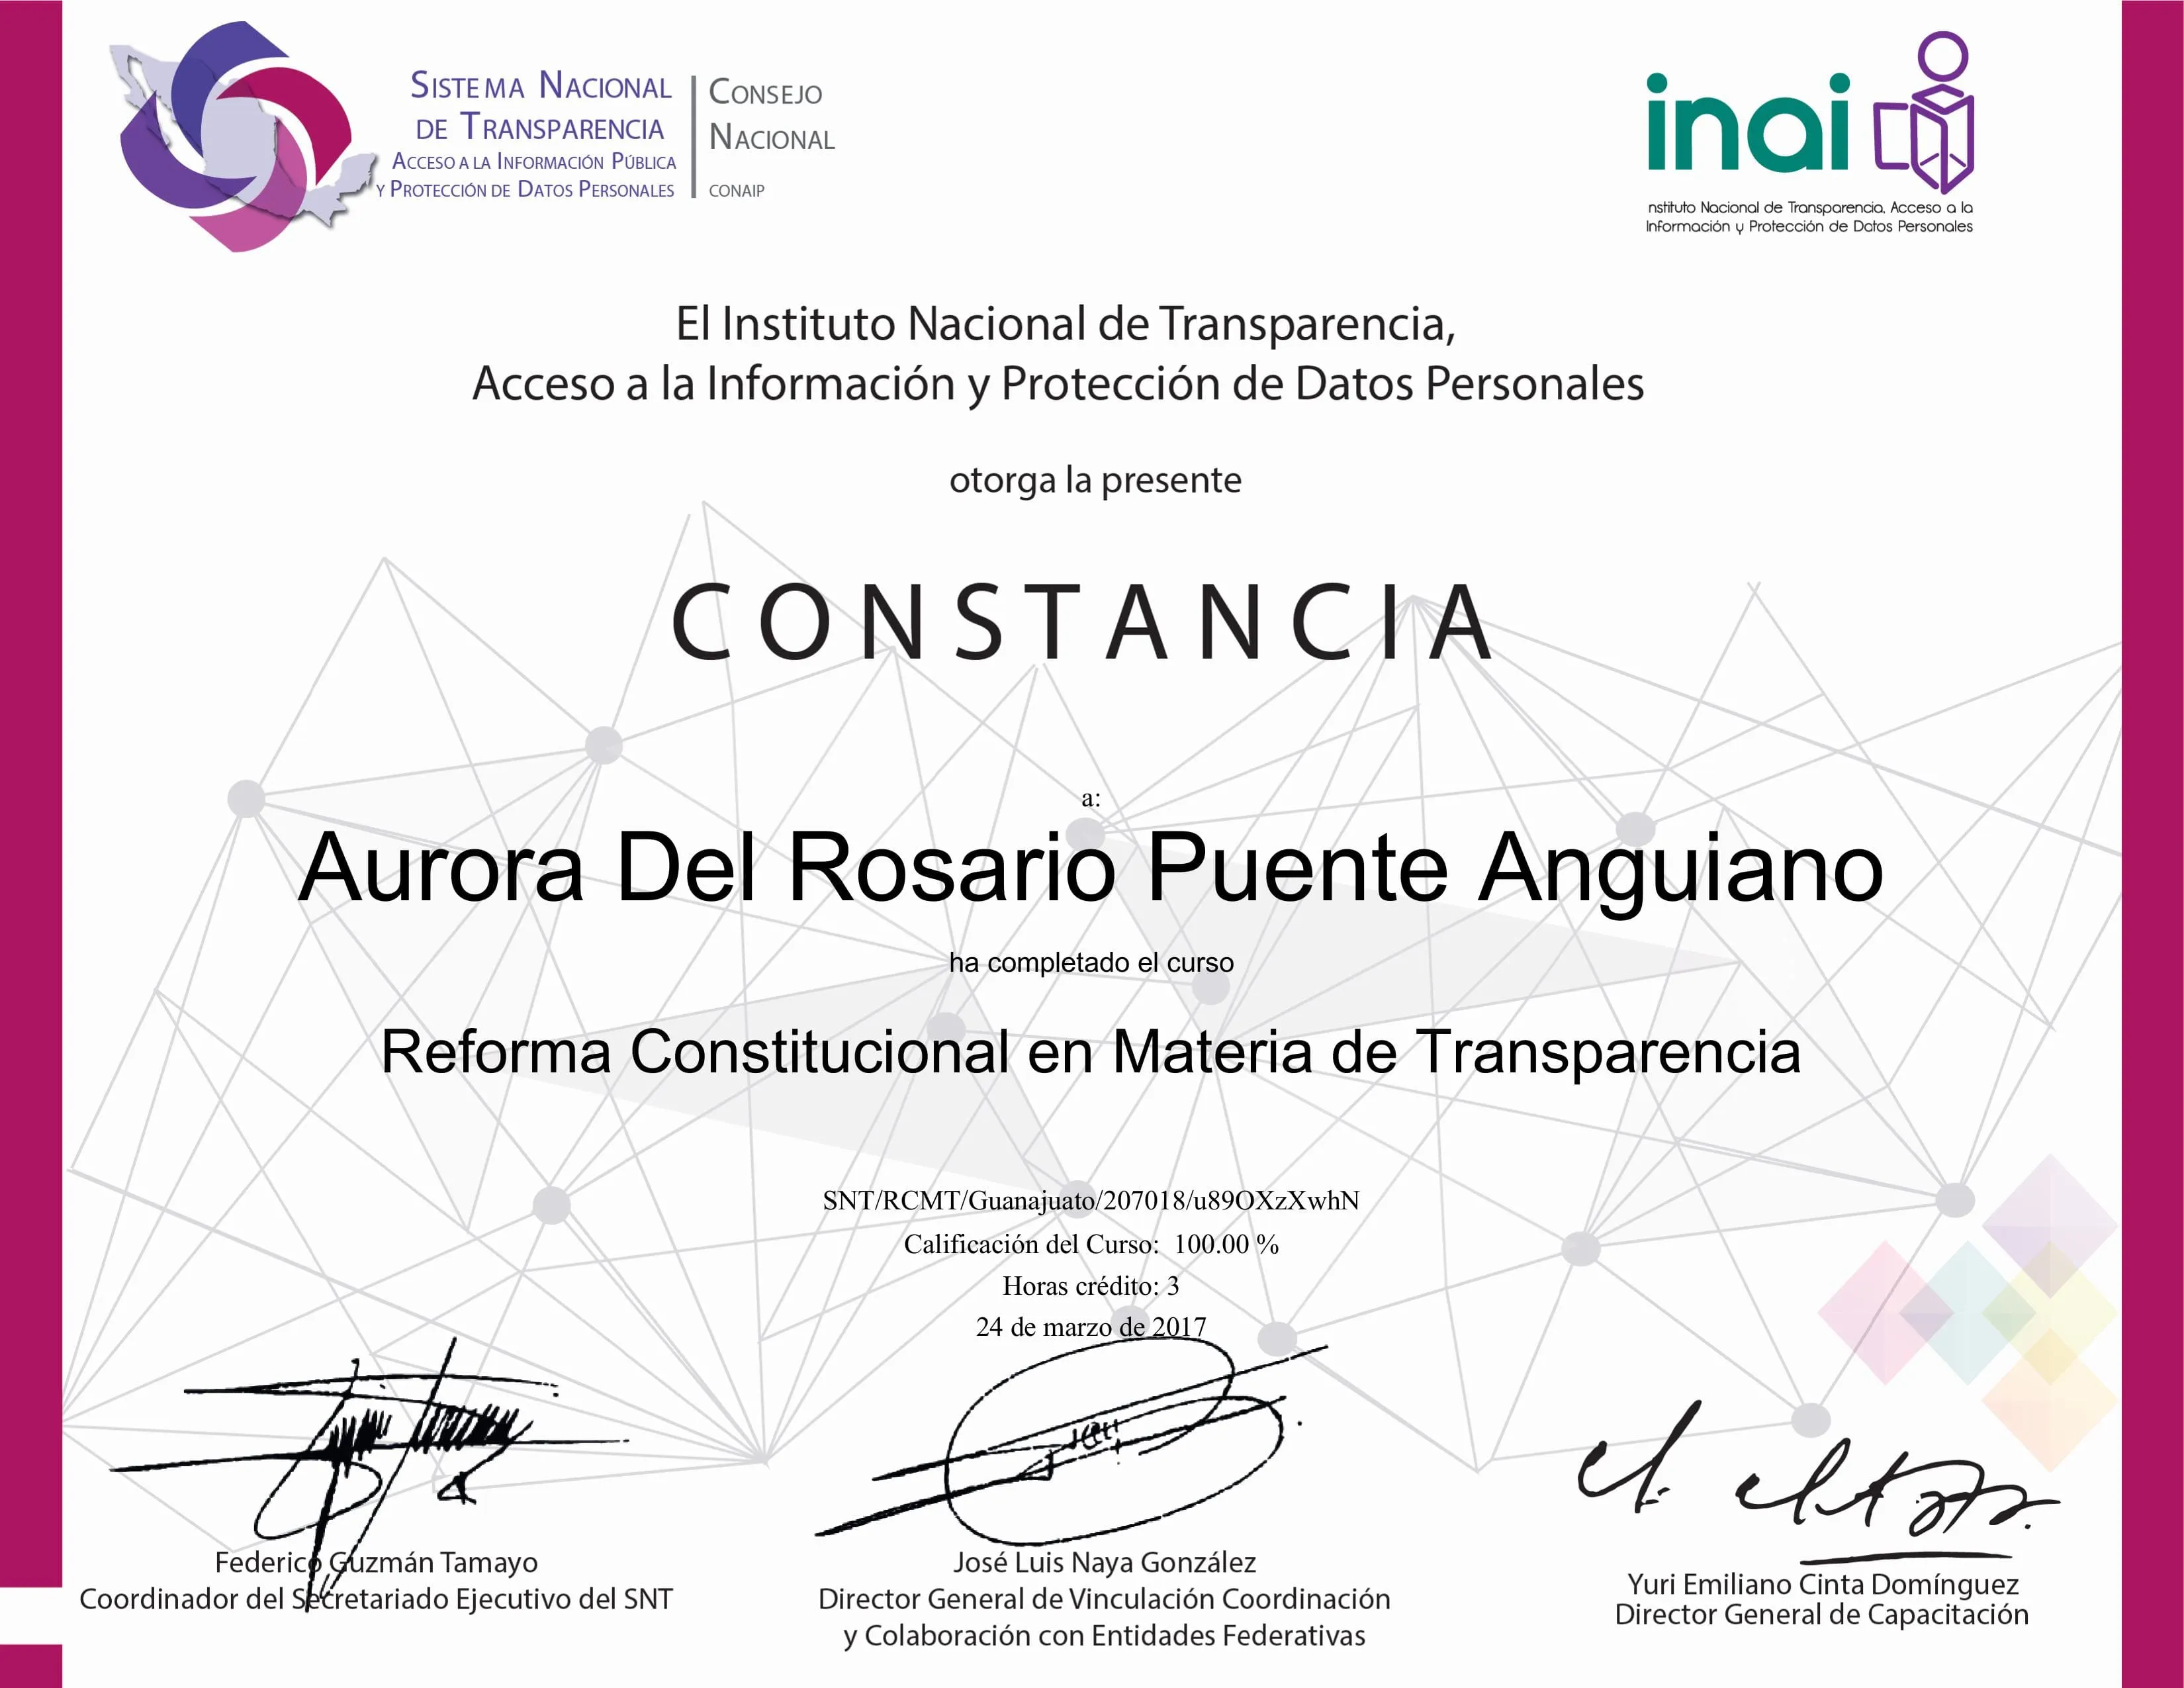 SISTEMA NACIONAL
DE TRANSPARENCIA
ACCESO A LA INFORMACIÓN PÚBLICA
Y PROTECCIÓN DE DATOS PERSONALES
CONSEJO
NACIONAL
CONAIP
inai
nstituto Nacional de Transparencia, Acceso a la
Información y Protección de Datos Personales
El Instituto Nacional de Transparencia,
Acceso a la Información y Protección de Datos Personales
otorga la presente
CONSTANCIA
a:
Aurora Del Rosario Puente Anguiano
ha completado el curso
Reforma Constitucional en Materia de Transparencia
SNT/RCMT/Guanajuato/207018/u89OXzXwhN
Calificación del Curso: 100.00 %
Horas crédito: 3
24 de marzo de 2017
Federico Guzmán Tamayo
Coordinador del Secretariado Ejecutivo del SNT
José Luis Naya González
Director General de Vinculación Coordinación
y Colaboración con Entidades Federativas
Yuri Emiliano Cinta Domínguez
Director General de Capacitación